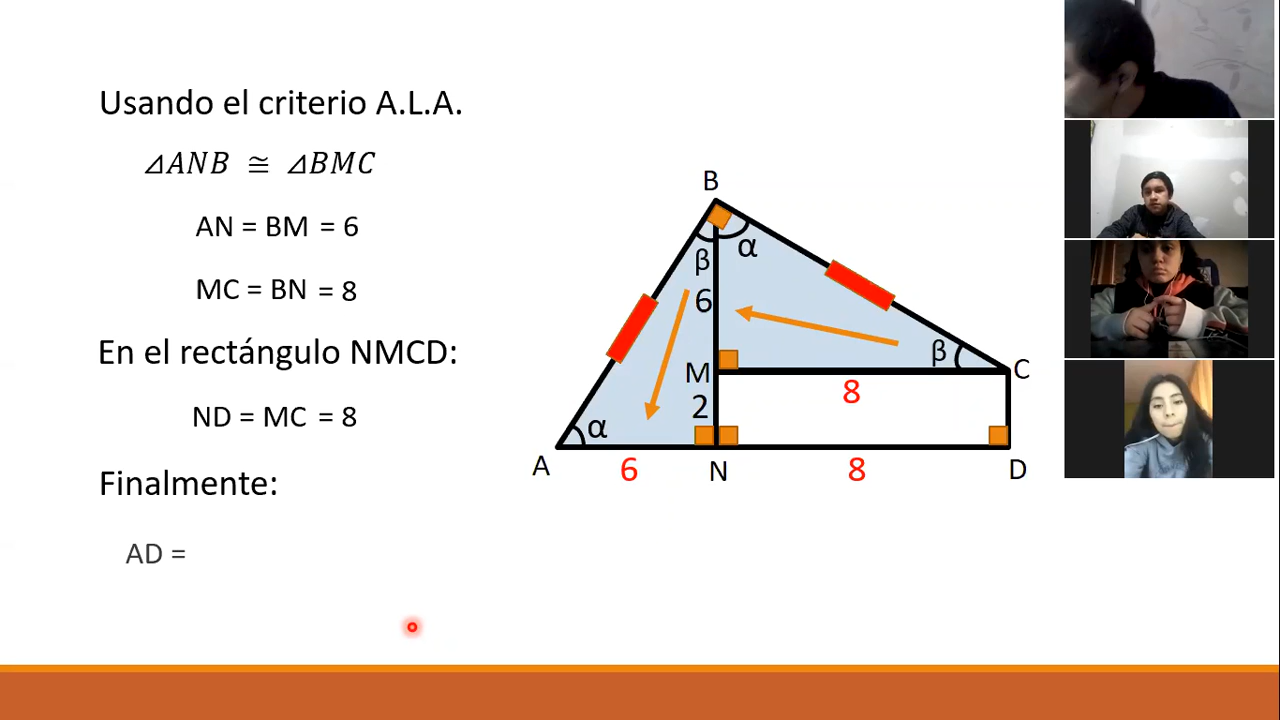 Usando el criterio A.L.A.
⊿ANB ≅ ⊿BMC
AN = BM = 6
MC = BN = 8
En el rectángulo NMCD:
ND = MC = 8
Finalmente:
AD =
B
β
α
6
M
β
C
8
2
α
A
6
N
8
D